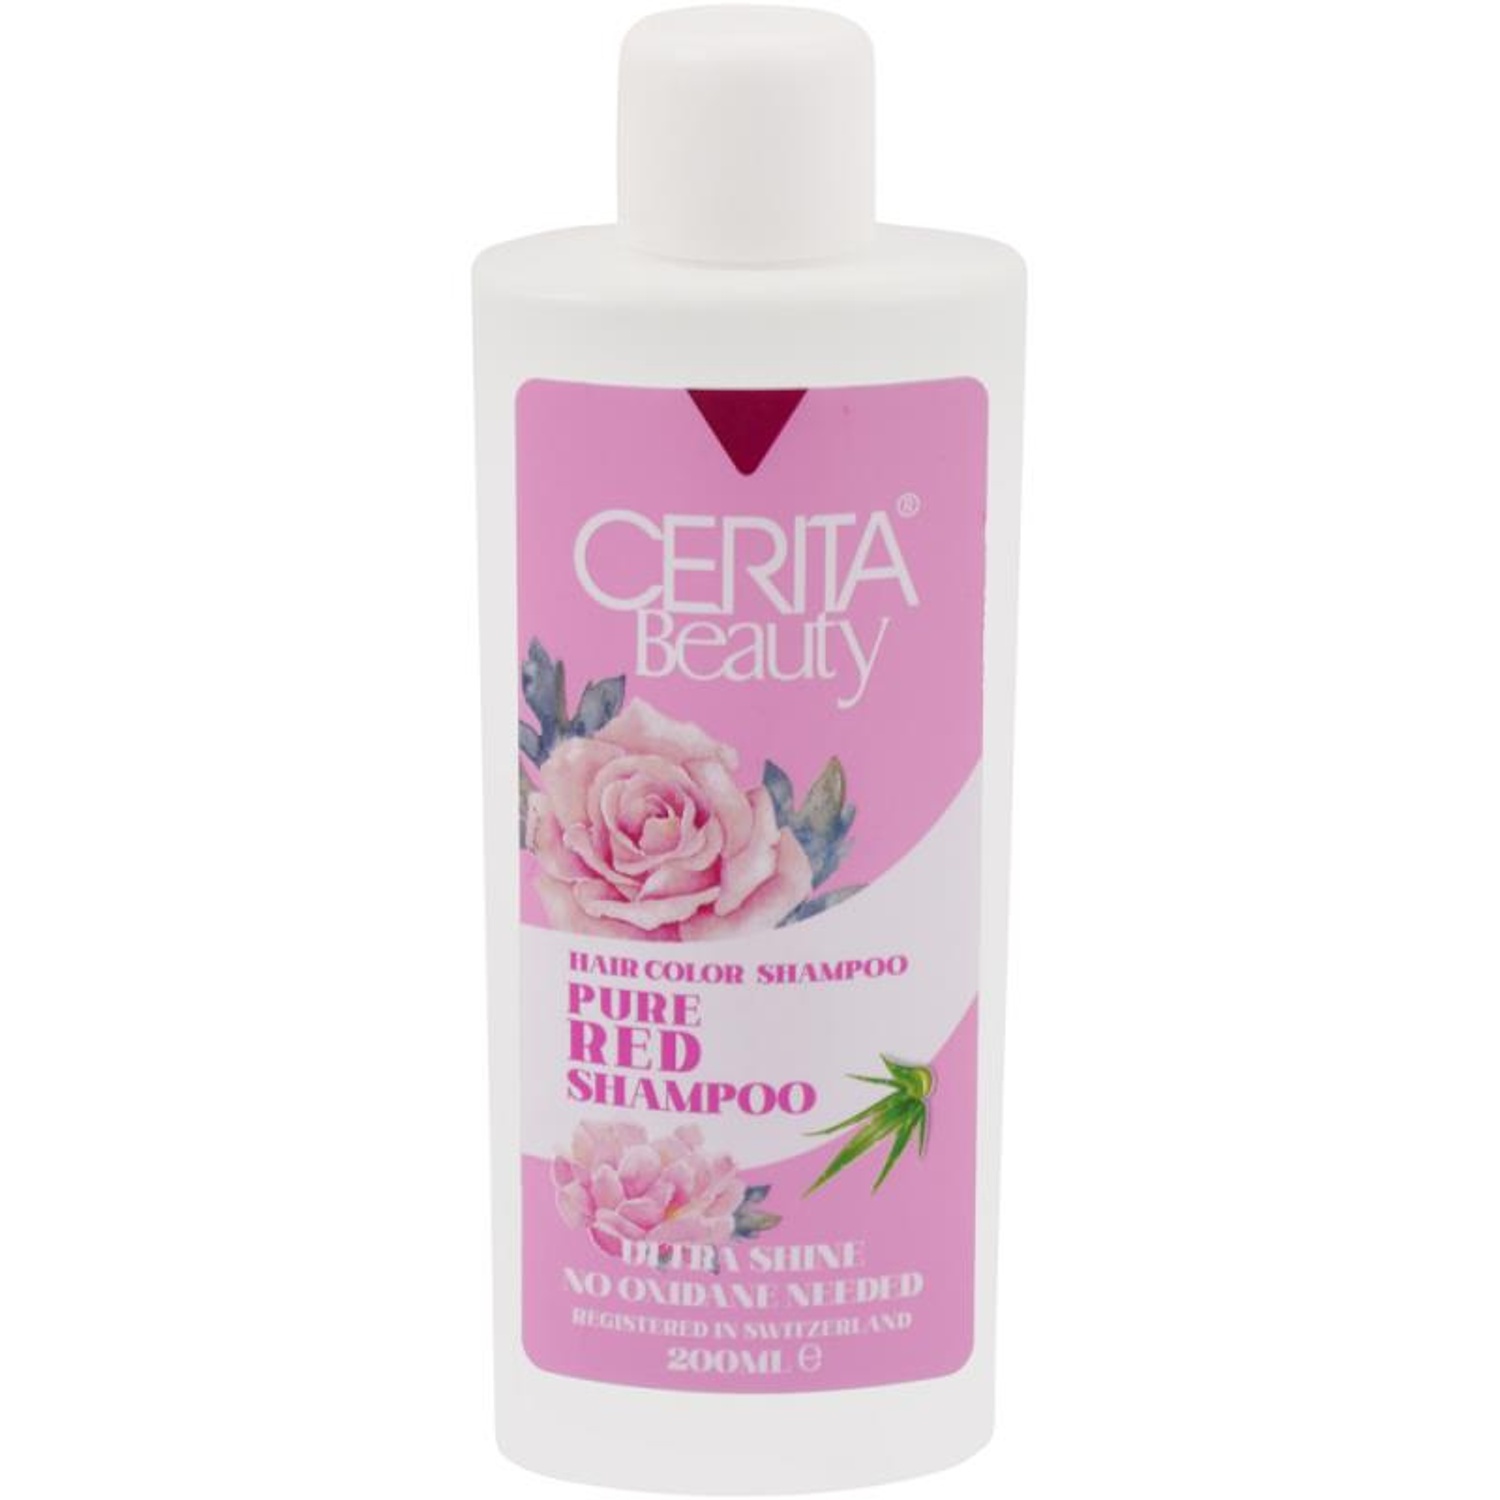 CERITA®
Beauty
HAIR COLOR SHAMPOO
PURE
RED
SHAMPOO
ULTRA SHINE
NO OXIDANE NEEDED
REGISTERED IN SWITZERLAND
200ML ℮